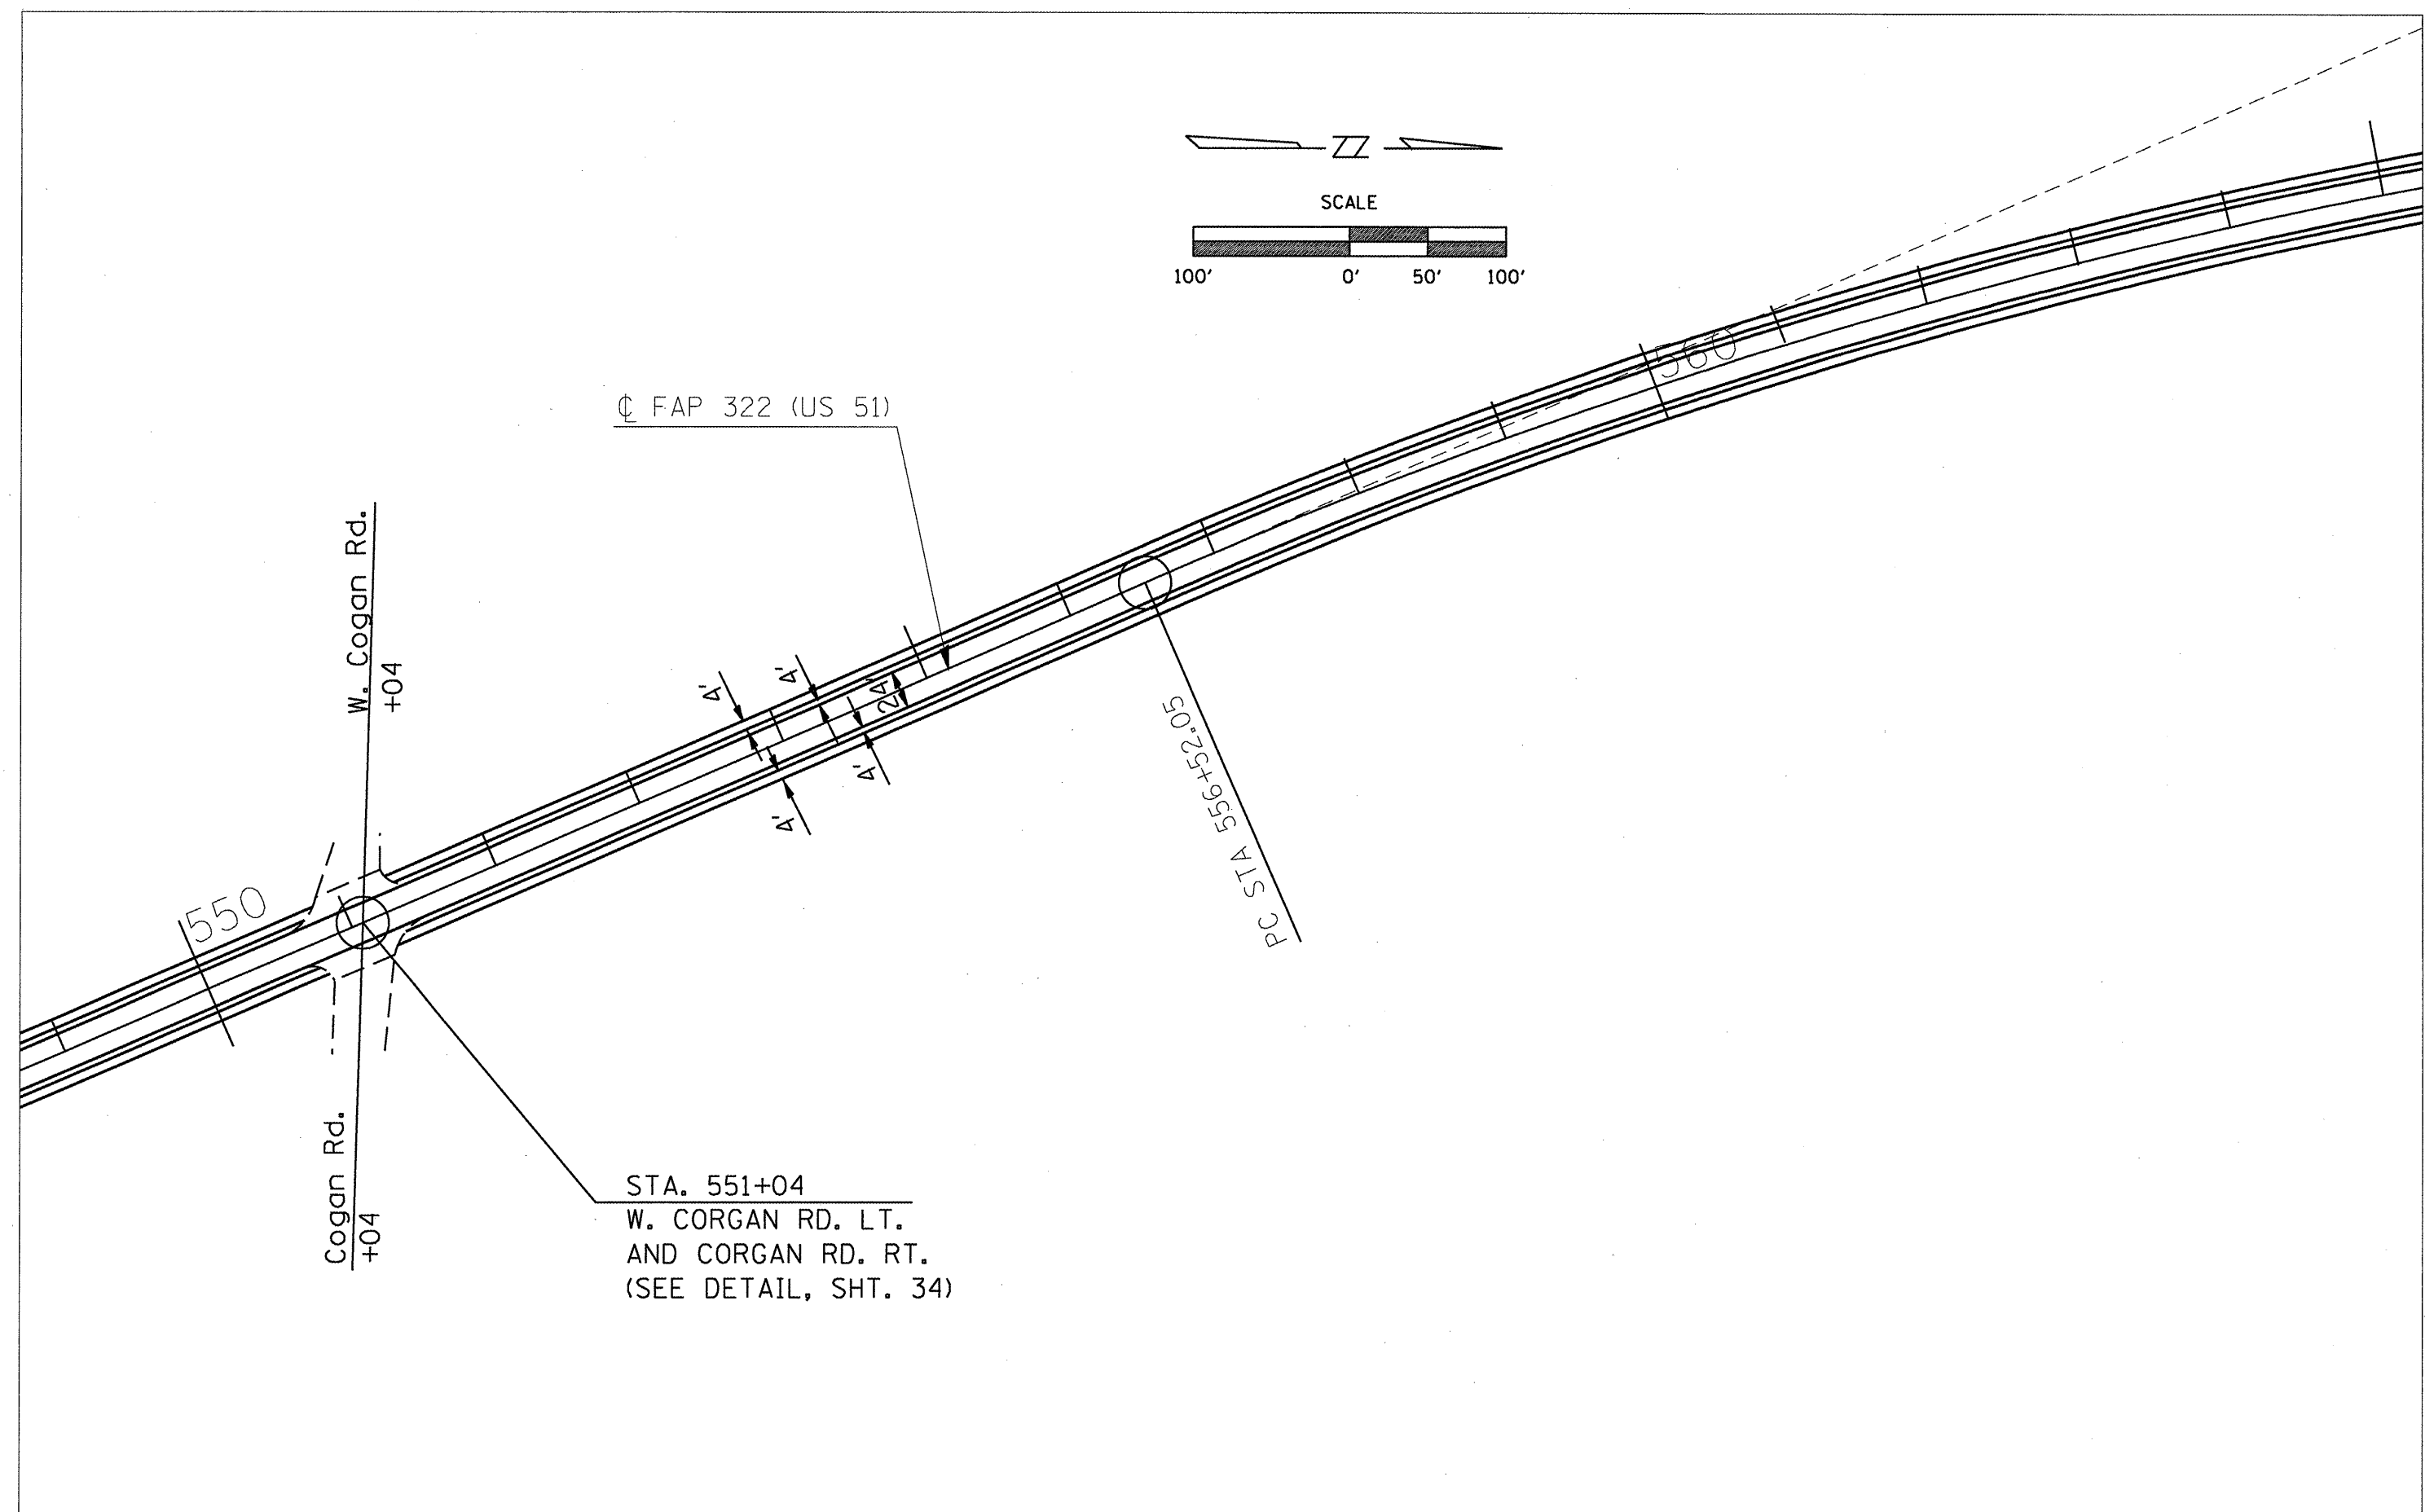 Z
SCALE
100' 0' 50' 100'
560
℄ FAP 322 (US 51)
W. Cogan Rd.
+04
4'
4'
24'
4'
4'
PC STA 556+52.05
550
Cogan Rd.
+04
STA. 551+04
W. CORGAN RD. LT.
AND CORGAN RD. RT.
(SEE DETAIL, SHT. 34)